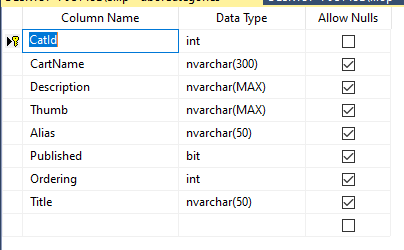 Column Name Data Type Allow Nulls
CatId int
CartName nvarchar(300)
Description nvarchar(MAX)
Thumb nvarchar(MAX)
Alias nvarchar(50)
Published bit
Ordering int
Title nvarchar(50)